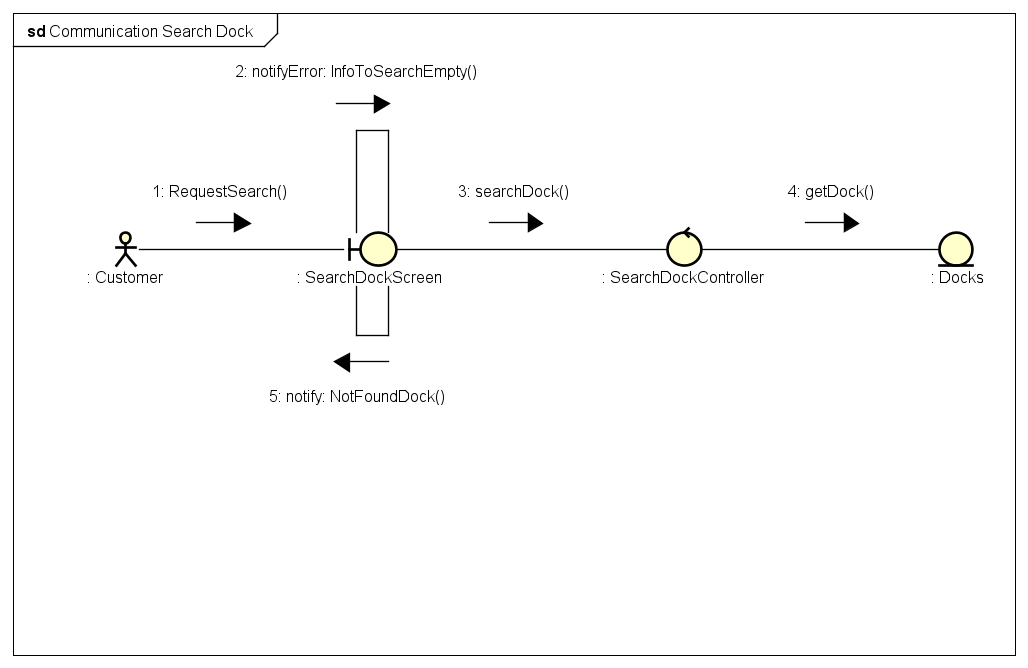 sd Communication Search Dock
2: notifyError: InfoToSearchEmpty()
1: RequestSearch()
3: searchDock()
4: getDock()
: Customer
: SearchDockScreen
: SearchDockController
: Docks
5: notify: NotFoundDock()